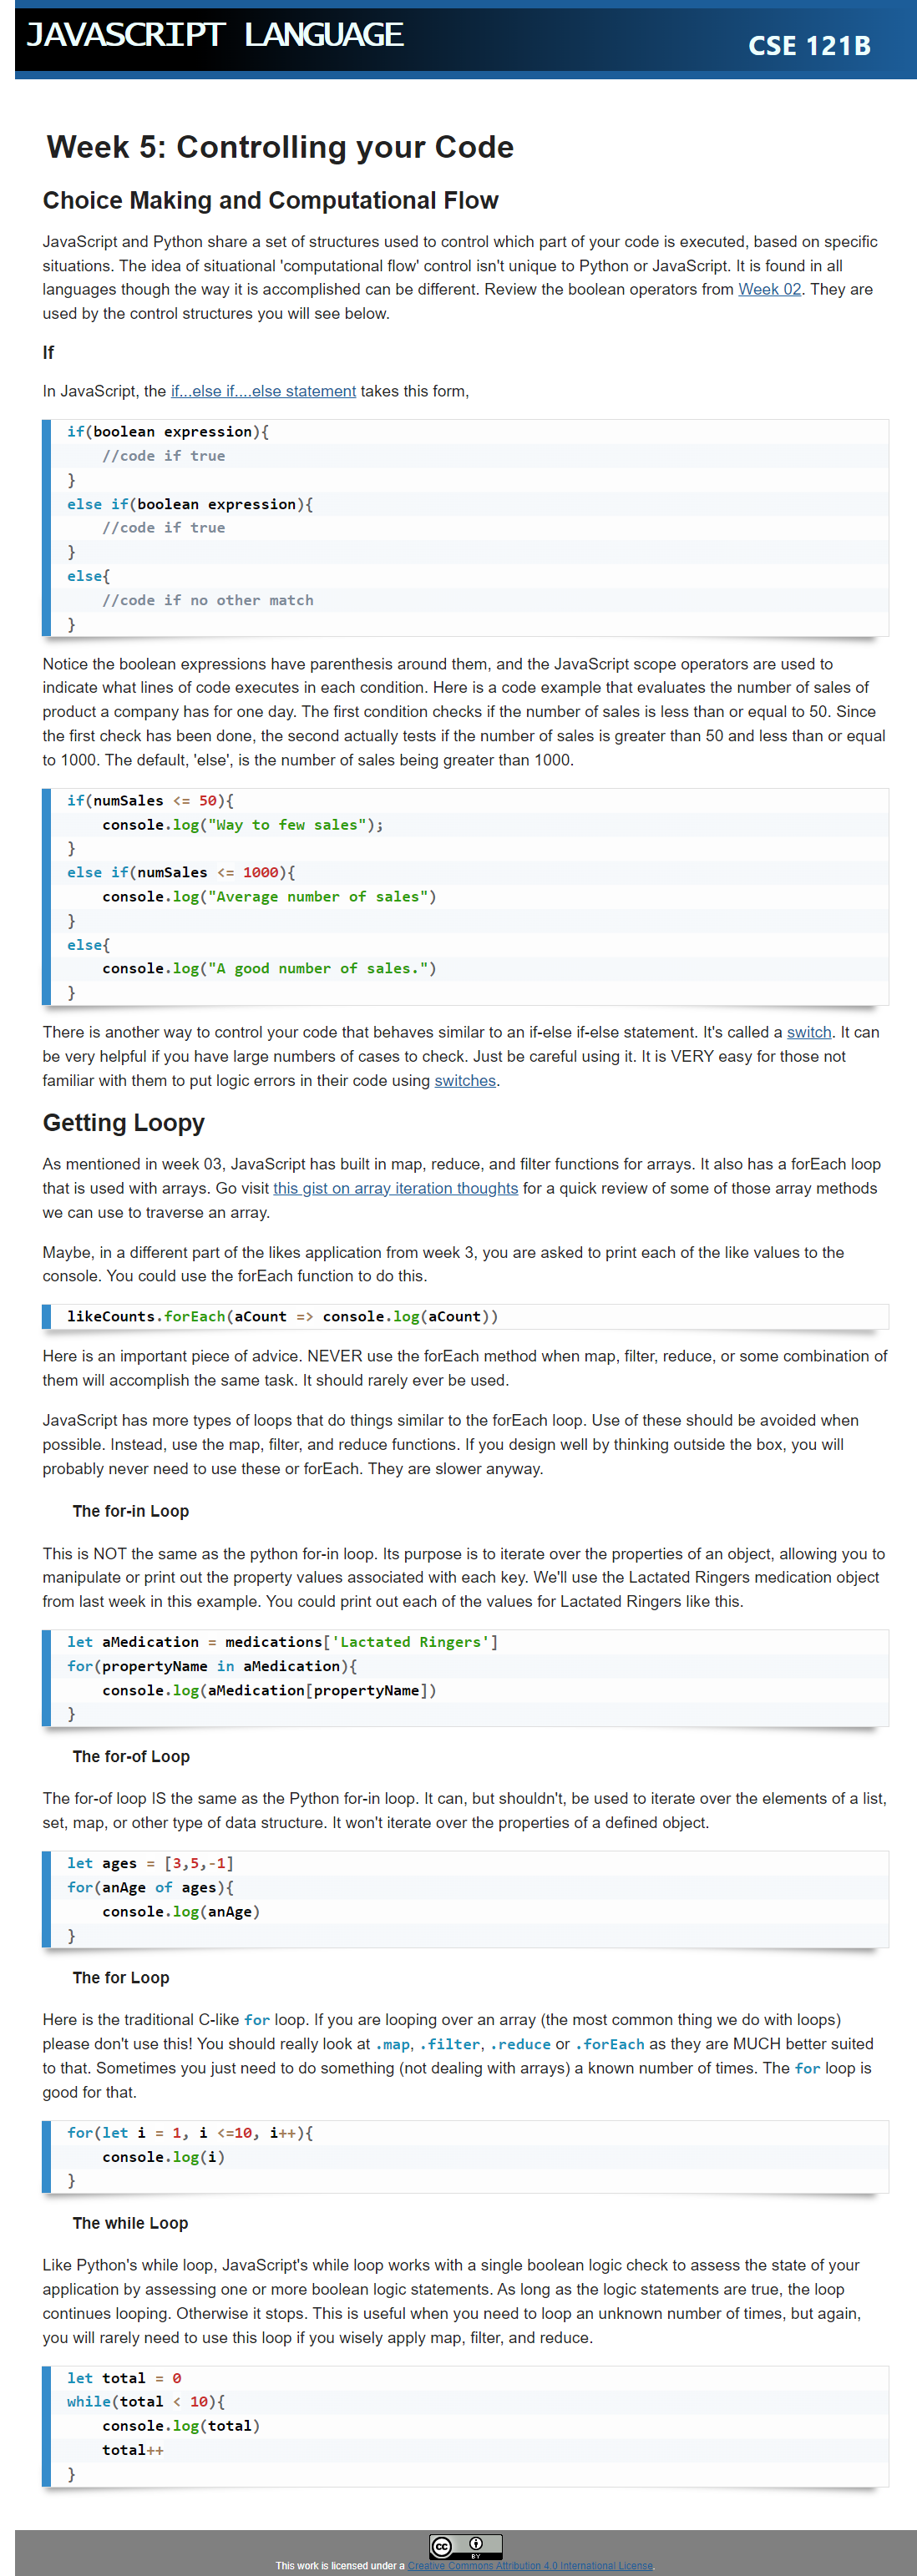 JAVASCRIPT LANGUAGE
CSE 121B
Week 5: Controlling your Code
Choice Making and Computational Flow
JavaScript and Python share a set of structures used to control which part of your code is executed, based on specific
situations. The idea of situational 'computational flow' control isn't unique to Python or JavaScript. It is found in all
languages though the way it is accomplished can be different. Review the boolean operators from Week 02. They are
used by the control structures you will see below.
If
In JavaScript, the if...else if....else statement takes this form,
if(boolean expression){
    //code if true
}
else if(boolean expression){
    //code if true
}
else{
    //code if no other match
}
Notice the boolean expressions have parenthesis around them, and the JavaScript scope operators are used to
indicate what lines of code executes in each condition. Here is a code example that evaluates the number of sales of
product a company has for one day. The first condition checks if the number of sales is less than or equal to 50. Since
the first check has been done, the second actually tests if the number of sales is greater than 50 and less than or equal
to 1000. The default, 'else', is the number of sales being greater than 1000.
if(numSales <= 50){
    console.log("Way to few sales");
}
else if(numSales <= 1000){
    console.log("Average number of sales")
}
else{
    console.log("A good number of sales.")
}
There is another way to control your code that behaves similar to an if-else if-else statement. It's called a switch. It can
be very helpful if you have large numbers of cases to check. Just be careful using it. It is VERY easy for those not
familiar with them to put logic errors in their code using switches.
Getting Loopy
As mentioned in week 03, JavaScript has built in map, reduce, and filter functions for arrays. It also has a forEach loop
that is used with arrays. Go visit this gist on array iteration thoughts for a quick review of some of those array methods
we can use to traverse an array.
Maybe, in a different part of the likes application from week 3, you are asked to print each of the like values to the
console. You could use the forEach function to do this.
likeCounts.forEach(aCount => console.log(aCount))
Here is an important piece of advice. NEVER use the forEach method when map, filter, reduce, or some combination of
them will accomplish the same task. It should rarely ever be used.
JavaScript has more types of loops that do things similar to the forEach loop. Use of these should be avoided when
possible. Instead, use the map, filter, and reduce functions. If you design well by thinking outside the box, you will
probably never need to use these or forEach. They are slower anyway.
The for-in Loop
This is NOT the same as the python for-in loop. Its purpose is to iterate over the properties of an object, allowing you to
manipulate or print out the property values associated with each key. We'll use the Lactated Ringers medication object
from last week in this example. You could print out each of the values for Lactated Ringers like this.
let aMedication = medications['Lactated Ringers']
for(propertyName in aMedication){
    console.log(aMedication[propertyName])
}
The for-of Loop
The for-of loop IS the same as the Python for-in loop. It can, but shouldn't, be used to iterate over the elements of a list,
set, map, or other type of data structure. It won't iterate over the properties of a defined object.
let ages = [3,5,-1]
for(anAge of ages){
    console.log(anAge)
}
The for Loop
Here is the traditional C-like for loop. If you are looping over an array (the most common thing we do with loops)
please don't use this! You should really look at .map, .filter, .reduce or .forEach as they are MUCH better suited
to that. Sometimes you just need to do something (not dealing with arrays) a known number of times. The for loop is
good for that.
for(let i = 1, i <=10, i++){
    console.log(i)
}
The while Loop
Like Python's while loop, JavaScript's while loop works with a single boolean logic check to assess the state of your
application by assessing one or more boolean logic statements. As long as the logic statements are true, the loop
continues looping. Otherwise it stops. This is useful when you need to loop an unknown number of times, but again,
you will rarely need to use this loop if you wisely apply map, filter, and reduce.
let total = 0
while(total < 10){
    console.log(total)
    total++
}
cc BY
This work is licensed under a Creative Commons Attribution 4.0 International License.